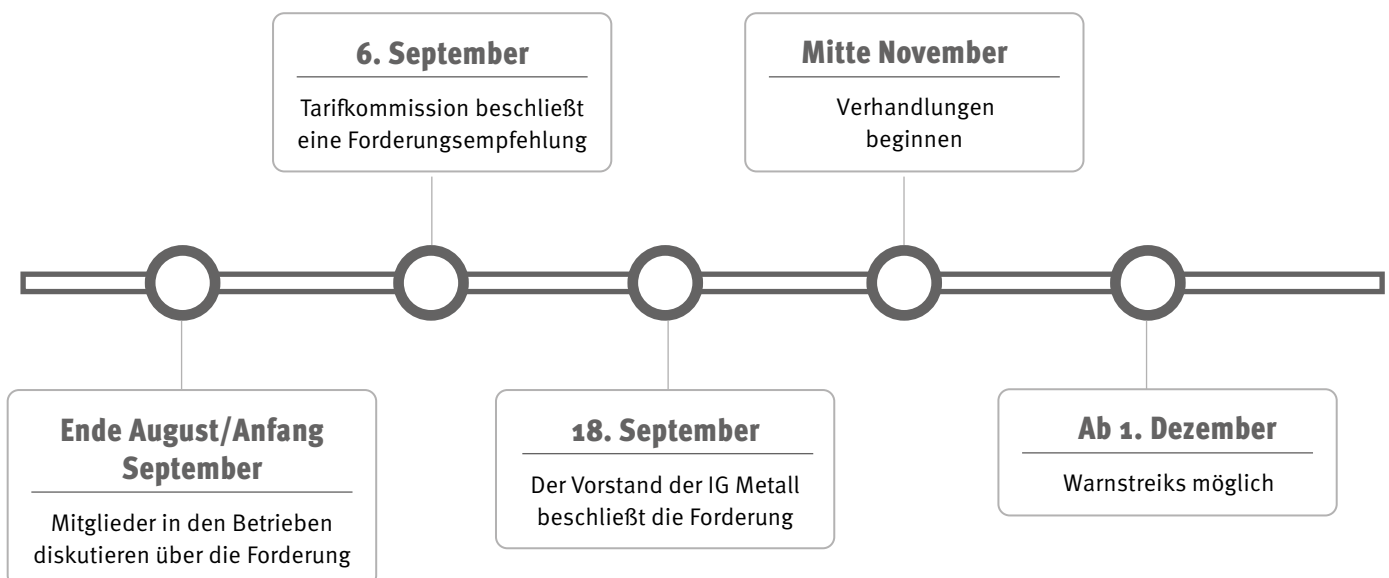 Ende August/Anfang
September
Mitglieder in den Betrieben
diskutieren über die Forderung
6. September
Tarifkommission beschließt
eine Forderungsempfehlung
18. September
Der Vorstand der IG Metall
beschließt die Forderung
Mitte November
Verhandlungen
beginnen
Ab 1. Dezember
Warnstreiks möglich